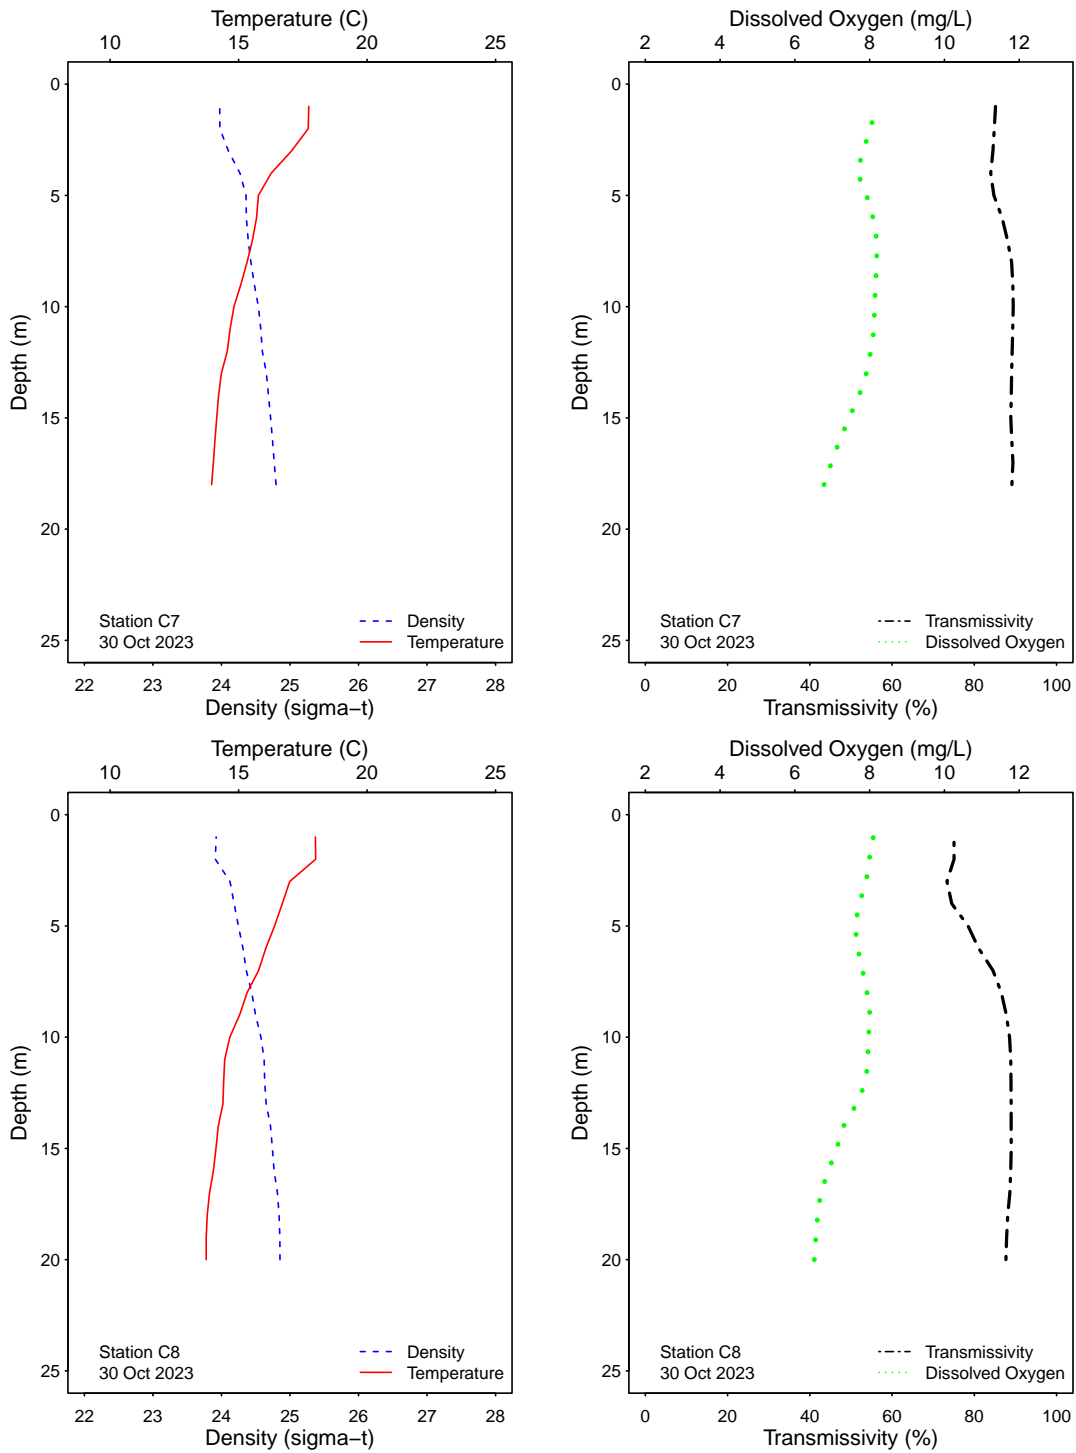 Temperature (C)
10 15 20 25
0
5
10
15
20
25
Depth (m)
Station C7
30 Oct 2023
Density
Temperature
22 23 24 25 26 27 28
Density (sigma−t)
Dissolved Oxygen (mg/L)
2 4 6 8 10 12
0
5
10
15
20
25
Depth (m)
Station C7
30 Oct 2023
Transmissivity
Dissolved Oxygen
0 20 40 60 80 100
Transmissivity (%)
Temperature (C)
10 15 20 25
0
5
10
15
20
25
Depth (m)
Station C8
30 Oct 2023
Density
Temperature
22 23 24 25 26 27 28
Density (sigma−t)
Dissolved Oxygen (mg/L)
2 4 6 8 10 12
0
5
10
15
20
25
Depth (m)
Station C8
30 Oct 2023
Transmissivity
Dissolved Oxygen
0 20 40 60 80 100
Transmissivity (%)